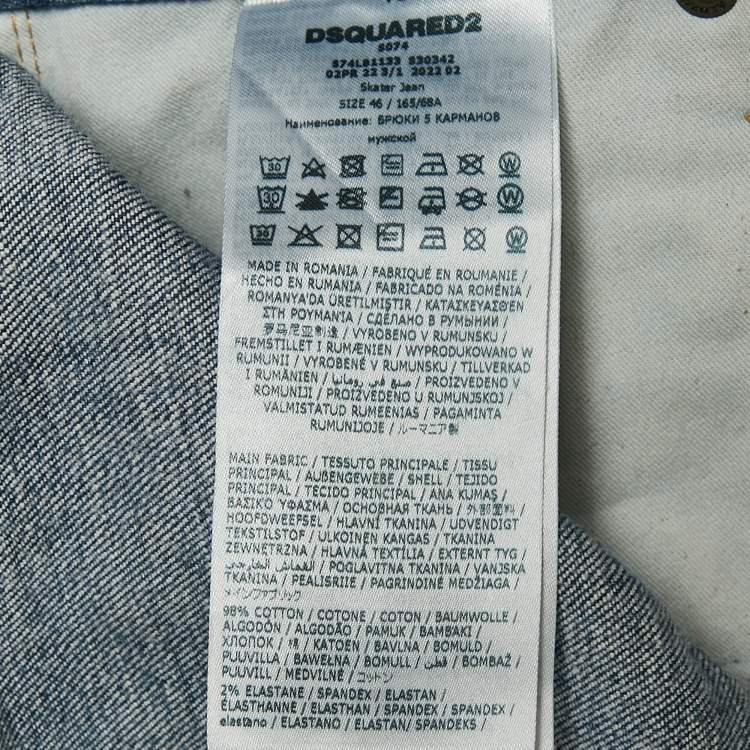 DSQUARED2
S074
S74LB1133 S30342
02PR 22 3/1 2022 02
Skater Jean
SIZE 46 / 165/68A
Наименование: БРЮКИ 5 КАРМАНОВ
мужской
30 W
30 W
30 W
MADE IN ROMANIA / FABRIQUÉ EN ROUMANIE /
HECHO EN RUMANIA / FABRICADO NA ROMÉNIA /
ROMANYA'DA ÜRETILMIŞTIR / ΚΑΤΑΣΚΕΥΑΣΘΕΝ
ΣΤΗ ΡΟΥΜΑΝΙΑ / СДЕЛАНО В РУМЫНИИ /
罗马尼亚制造 / VYROBENO V RUMUNSKU /
FREMSTILLET I RUMÆNIEN / WYPRODUKOWANO W
RUMUNII / VYROBENÉ V RUMUNSKU / TILLVERKAD
I RUMÄNIEN / صنع في رومانيا / PROIZVEDENO V
ROMUNIJI / PROIZVEDENO U RUMUNJSKOJ /
VALMISTATUD RUMEENIAS / PAGAMINTA
RUMUNIJOJE / ルーマニア製
MAIN FABRIC / TESSUTO PRINCIPALE / TISSU
PRINCIPAL / AUßENGEWEBE / SHELL / TEJIDO
PRINCIPAL / TECIDO PRINCIPAL / ANA KUMAŞ /
ΒΑΣΙΚΟ ΥΦΑΣΜΑ / ОСНОВНАЯ ТКАНЬ / 外部面料 /
HOOFDWEEFSEL / HLAVNÍ TKANINA / UDVENDIGT
TEKSTILSTOF / ULKOINEN KANGAS / TKANINA
ZEWNĘTRZNA / HLAVNÁ TEXTÍLIA / EXTERNT TYG /
القماش الخارجي / POGLAVITNA TKANINA / VANJSKA
TKANINA / PEALISRIIE / PAGRINDINĖ MEDŽIAGA /
メインファブリック
98% COTTON / COTONE / COTON / BAUMWOLLE /
ALGODÓN / ALGODÃO / PAMUK / ΒΑΜΒΑΚΙ /
ХЛОПОК / 棉 / KATOEN / BAVLNA / BOMULD /
PUUVILLA / BAWEŁNA / BOMULL / قطن / BOMBAŽ /
PUUVILL / MEDVILNĖ / コットン
2% ELASTANE / SPANDEX / ELASTAN /
ÉLASTHANNE / ELASTHAN / SPANDEX / SPANDEX /
elastano / ELASTANO / ELASTAN/ SPANDEKS /